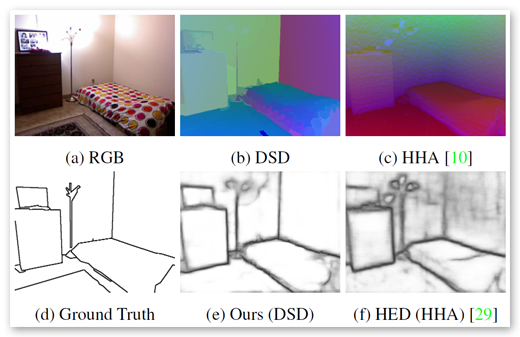 (a) RGB
(b) DSD
(c) HHA [10]
(d) Ground Truth
(e) Ours (DSD)
(f) HED (HHA) [29]